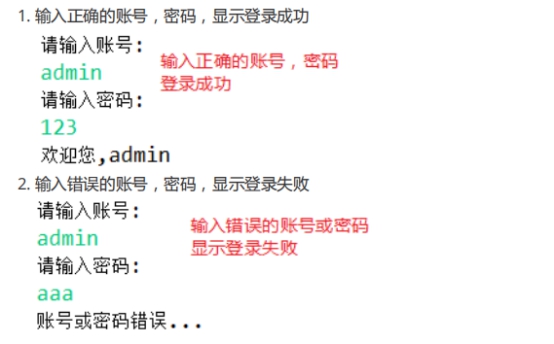 1. 输入正确的账号，密码，显示登录成功
请输入账号:
admin
输入正确的账号，密码
登录成功
请输入密码:
123
欢迎您,admin
2. 输入错误的账号，密码，显示登录失败
请输入账号:
admin
输入错误的账号或密码
显示登录失败
请输入密码:
aaa
账号或密码错误...